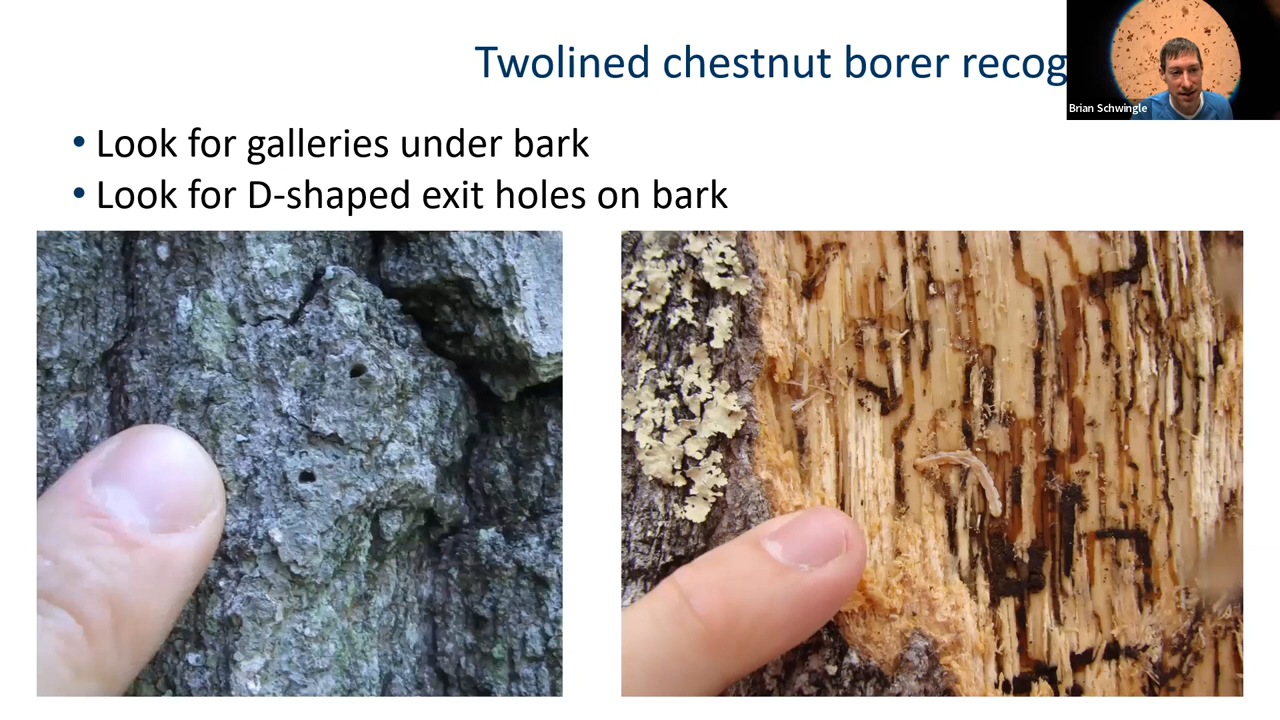 Twolined chestnut borer recog
Brian Schwingle
• Look for galleries under bark
• Look for D-shaped exit holes on bark